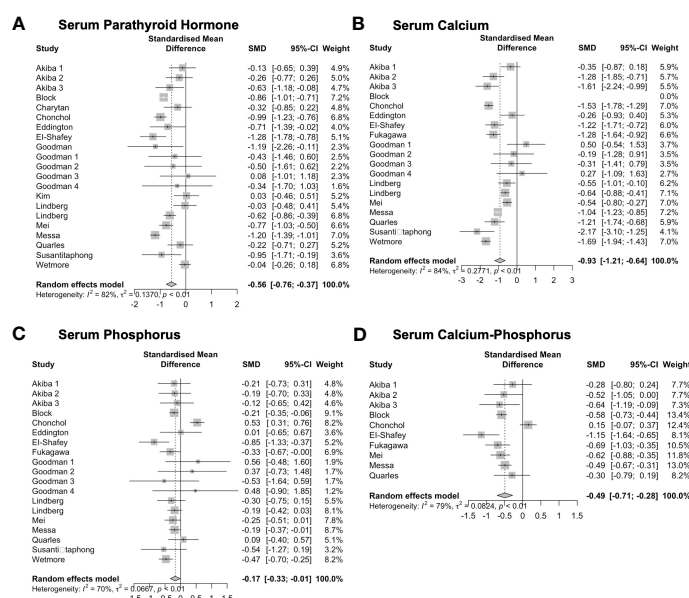 A Serum Parathyroid Hormone
Standardised Mean
Study Difference SMD 95%-CI Weight
Akiba 1 -0.13 [-0.65; 0.39] 4.9%
Akiba 2 -0.26 [-0.77; 0.26] 5.0%
Akiba 3 -0.63 [-1.18; -0.08] 4.8%
Block -0.86 [-1.01; -0.71] 7.3%
Charytan -0.32 [-0.85; 0.22] 4.8%
Chonchol -0.99 [-1.23; -0.76] 6.9%
Eddington -0.71 [-1.39; -0.02] 4.0%
El-Shafey -1.28 [-1.78; -0.78] 5.1%
Goodman -1.19 [-2.26; -0.11] 2.3%
Goodman 1 -0.43 [-1.46; 0.60] 2.4%
Goodman 2 -0.50 [-1.61; 0.62] 2.2%
Goodman 3 0.08 [-1.01; 1.18] 2.2%
Goodman 4 -0.34 [-1.70; 1.03] 1.6%
Kim 0.03 [-0.46; 0.51] 5.2%
Lindberg -0.03 [-0.48; 0.41] 5.4%
Lindberg -0.62 [-0.86; -0.39] 6.8%
Mei -0.77 [-1.03; -0.50] 6.7%
Messa -1.20 [-1.39; -1.01] 7.1%
Quarles -0.22 [-0.71; 0.27] 5.1%
Susantitaphong -0.95 [-1.71; -0.19] 3.6%
Wetmore -0.04 [-0.26; 0.18] 6.8%
Random effects model -0.56 [-0.76; -0.37] 100.0%
Heterogeneity: I² = 82%, τ² = 0.1370, p < 0.01
-2 -1 0 1 2
B Serum Calcium
Standardised Mean
Study Difference SMD 95%-CI Weight
Akiba 1 -0.35 [-0.87; 0.18] 5.9%
Akiba 2 -1.28 [-1.85; -0.71] 5.7%
Akiba 3 -1.61 [-2.24; -0.99] 5.5%
Block 0.0%
Chonchol -1.53 [-1.78; -1.29] 7.0%
Eddington -0.26 [-0.93; 0.40] 5.3%
El-Shafey -1.22 [-1.71; -0.72] 6.0%
Fukagawa -1.28 [-1.64; -0.92] 6.6%
Goodman 1 0.50 [-0.54; 1.53] 3.7%
Goodman 2 -0.19 [-1.28; 0.91] 3.5%
Goodman 3 -0.31 [-1.41; 0.79] 3.5%
Goodman 4 0.27 [-1.09; 1.63] 2.7%
Lindberg -0.55 [-1.01; -0.10] 6.2%
Lindberg -0.64 [-0.88; -0.41] 7.1%
Mei -0.54 [-0.80; -0.27] 7.0%
Messa -1.04 [-1.23; -0.85] 7.2%
Quarles -1.21 [-1.74; -0.68] 5.9%
Susanti□taphong -2.17 [-3.10; -1.25] 4.1%
Wetmore -1.69 [-1.94; -1.43] 7.0%
Random effects model -0.93 [-1.21; -0.64] 100.0%
Heterogeneity: I² = 84%, τ² = 0.2771, p < 0.01
-3 -2 -1 0 1 2 3
C Serum Phosphorus
Standardised Mean
Study Difference SMD 95%-CI Weight
Akiba 1 -0.21 [-0.73; 0.31] 4.8%
Akiba 2 -0.19 [-0.70; 0.33] 4.8%
Akiba 3 -0.12 [-0.65; 0.42] 4.6%
Block -0.21 [-0.35; -0.06] 9.1%
Chonchol 0.53 [0.31; 0.76] 8.2%
Eddington 0.01 [-0.65; 0.67] 3.7%
El-Shafey -0.85 [-1.33; -0.37] 5.2%
Fukagawa -0.33 [-0.67; -0.00] 6.8%
Goodman 1 0.56 [-0.48; 1.60] 1.9%
Goodman 2 0.37 [-0.73; 1.48] 1.7%
Goodman 3 -0.53 [-1.64; 0.59] 1.7%
Goodman 4 0.48 [-0.90; 1.85] 1.2%
Lindberg -0.30 [-0.75; 0.15] 5.5%
Lindberg -0.19 [-0.42; 0.03] 8.1%
Mei -0.25 [-0.51; 0.01] 7.8%
Messa -0.19 [-0.37; -0.01] 8.7%
Quarles 0.09 [-0.40; 0.57] 5.1%
Susanti□taphong -0.54 [-1.27; 0.19] 3.2%
Wetmore -0.47 [-0.70; -0.25] 8.1%
Random effects model -0.17 [-0.33; -0.01] 100.0%
Heterogeneity: I² = 70%, τ² = 0.0667, p < 0.01
-1.5 -1 -0.5 0 0.5 1 1.5
D Serum Calcium-Phosphorus
Standardised Mean
Study Difference SMD 95%-CI Weight
Akiba 1 -0.28 [-0.80; 0.24] 7.7%
Akiba 2 -0.52 [-1.05; 0.00] 7.7%
Akiba 3 -0.64 [-1.19; -0.09] 7.3%
Block -0.58 [-0.73; -0.44] 13.4%
Chonchol 0.15 [-0.07; 0.37] 12.4%
El-Shafey -1.15 [-1.64; -0.65] 8.1%
Fukagawa -0.69 [-1.03; -0.35] 10.5%
Mei -0.62 [-0.88; -0.35] 11.8%
Messa -0.49 [-0.67; -0.31] 13.0%
Quarles -0.30 [-0.79; 0.19] 8.2%
Random effects model -0.49 [-0.71; -0.28] 100.0%
Heterogeneity: I² = 79%, τ² = 0.0824, p < 0.01
-1.5 -1 -0.5 0 0.5 1 1.5